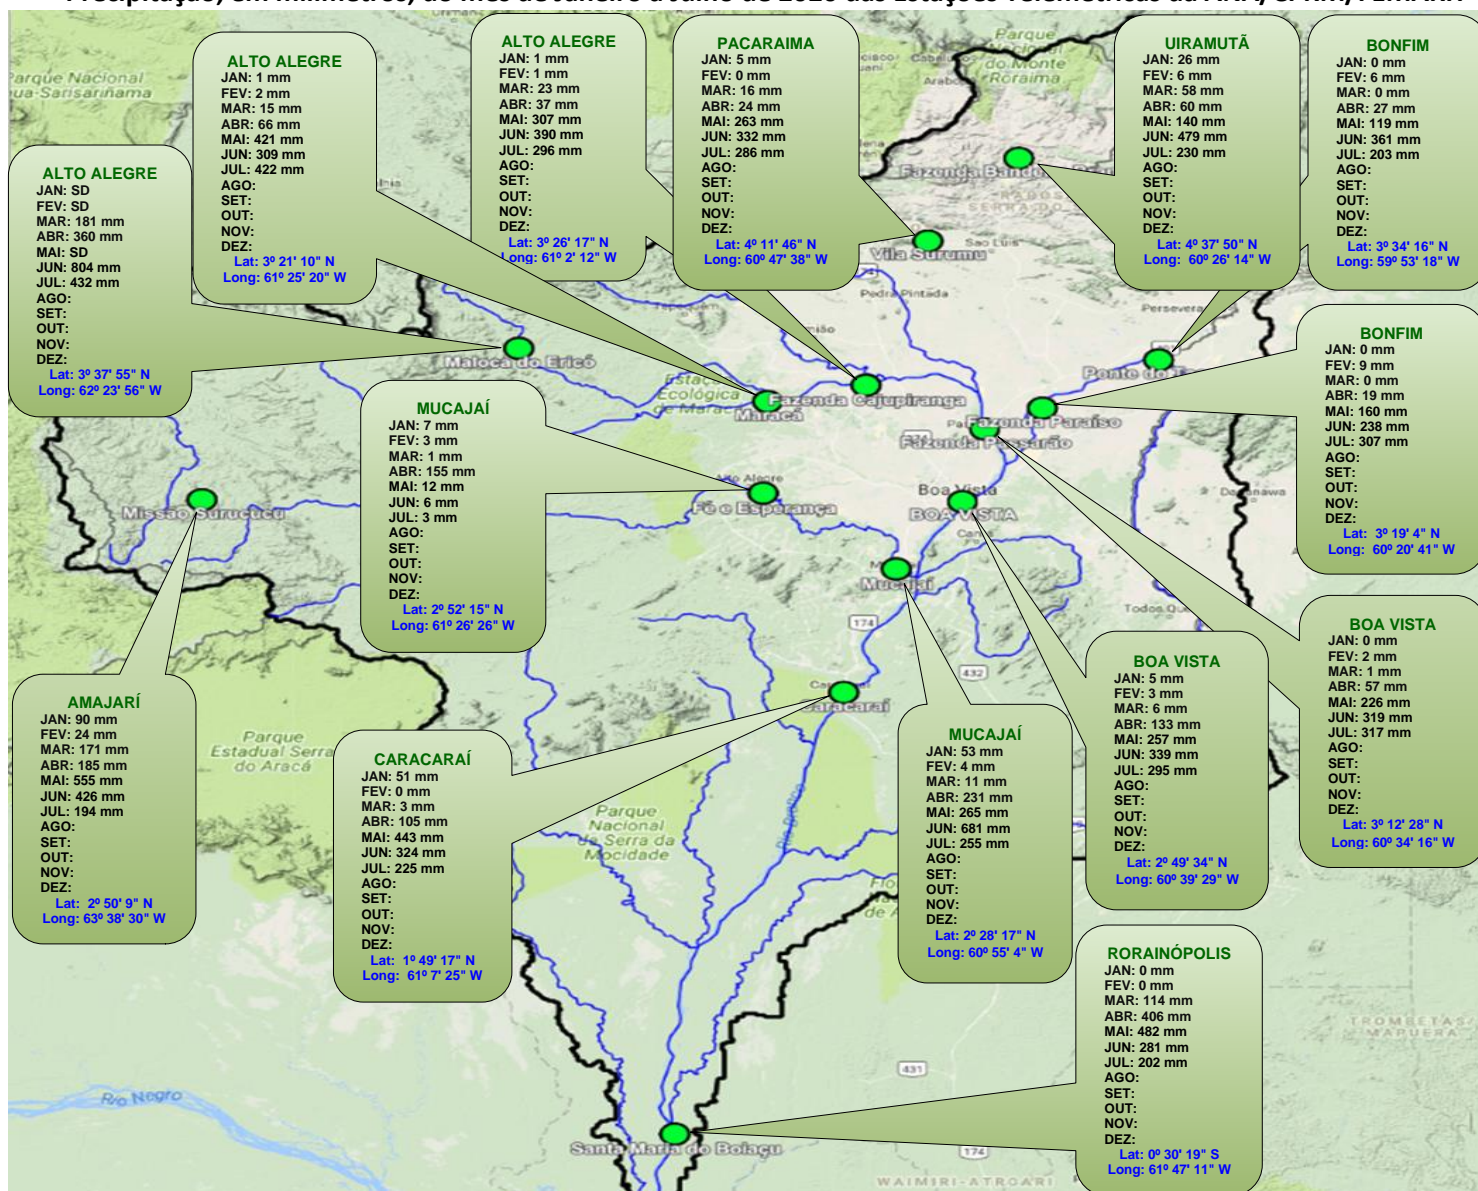 ALTO ALEGRE
JAN: SD
FEV: SD
MAR: 181 mm
ABR: 360 mm
MAI: SD
JUN: 804 mm
JUL: 432 mm
AGO:
SET:
OUT:
NOV:
DEZ:
Lat: 3º 37' 55" N
Long: 62º 23' 56" W
ALTO ALEGRE
JAN: 1 mm
FEV: 2 mm
MAR: 15 mm
ABR: 66 mm
MAI: 421 mm
JUN: 309 mm
JUL: 422 mm
AGO:
SET:
OUT:
NOV:
DEZ:
Lat: 3º 21' 10" N
Long: 61º 25' 20" W
ALTO ALEGRE
JAN: 1 mm
FEV: 1 mm
MAR: 23 mm
ABR: 37 mm
MAI: 307 mm
JUN: 390 mm
JUL: 296 mm
AGO:
SET:
OUT:
NOV:
DEZ:
Lat: 3º 26' 17" N
Long: 61º 2' 12" W
PACARAIMA
JAN: 5 mm
FEV: 0 mm
MAR: 16 mm
ABR: 24 mm
MAI: 263 mm
JUN: 332 mm
JUL: 286 mm
AGO:
SET:
OUT:
NOV:
DEZ:
Lat: 4º 11' 46" N
Long: 60º 47' 38" W
UIRAMUTÃ
JAN: 26 mm
FEV: 6 mm
MAR: 58 mm
ABR: 60 mm
MAI: 140 mm
JUN: 479 mm
JUL: 230 mm
AGO:
SET:
OUT:
NOV:
DEZ:
Lat: 4º 37' 50" N
Long: 60º 26' 14" W
BONFIM
JAN: 0 mm
FEV: 6 mm
MAR: 0 mm
ABR: 27 mm
MAI: 119 mm
JUN: 361 mm
JUL: 203 mm
AGO:
SET:
OUT:
NOV:
DEZ:
Lat: 3º 34' 16" N
Long: 59º 53' 18" W
BONFIM
JAN: 0 mm
FEV: 9 mm
MAR: 0 mm
ABR: 19 mm
MAI: 160 mm
JUN: 238 mm
JUL: 307 mm
AGO:
SET:
OUT:
NOV:
DEZ:
Lat: 3º 19' 4" N
Long: 60º 20' 41" W
MUCAJAÍ
JAN: 7 mm
FEV: 3 mm
MAR: 1 mm
ABR: 155 mm
MAI: 12 mm
JUN: 6 mm
JUL: 3 mm
AGO:
SET:
OUT:
NOV:
DEZ:
Lat: 2º 52' 15" N
Long: 61º 26' 26" W
BOA VISTA
JAN: 0 mm
FEV: 2 mm
MAR: 1 mm
ABR: 57 mm
MAI: 226 mm
JUN: 319 mm
JUL: 317 mm
AGO:
SET:
OUT:
NOV:
DEZ:
Lat: 3º 12' 28" N
Long: 60º 34' 16" W
BOA VISTA
JAN: 5 mm
FEV: 3 mm
MAR: 6 mm
ABR: 133 mm
MAI: 257 mm
JUN: 339 mm
JUL: 295 mm
AGO:
SET:
OUT:
NOV:
DEZ:
Lat: 2º 49' 34" N
Long: 60º 39' 29" W
AMAJARÍ
JAN: 90 mm
FEV: 24 mm
MAR: 171 mm
ABR: 185 mm
MAI: 555 mm
JUN: 426 mm
JUL: 194 mm
AGO:
SET:
OUT:
NOV:
DEZ:
Lat: 2º 50' 9" N
Long: 63º 38' 30" W
CARACARAÍ
JAN: 51 mm
FEV: 0 mm
MAR: 3 mm
ABR: 105 mm
MAI: 443 mm
JUN: 324 mm
JUL: 225 mm
AGO:
SET:
OUT:
NOV:
DEZ:
Lat: 1º 49' 17" N
Long: 61º 7' 25" W
MUCAJAÍ
JAN: 53 mm
FEV: 4 mm
MAR: 11 mm
ABR: 231 mm
MAI: 265 mm
JUN: 681 mm
JUL: 255 mm
AGO:
SET:
OUT:
NOV:
DEZ:
Lat: 2º 28' 17" N
Long: 60º 55' 4" W
RORAINÓPOLIS
JAN: 0 mm
FEV: 0 mm
MAR: 114 mm
ABR: 406 mm
MAI: 482 mm
JUN: 281 mm
JUL: 202 mm
AGO:
SET:
OUT:
NOV:
DEZ:
Lat: 0º 30' 19" S
Long: 61º 47' 11" W
Parque
do Monte
Roraima
Parque Nacional
Vila Surumu
Sao Luis
Pedra Pintada
Maloca do Ericó
Estação
Ecológica
de Maracá
Maracá
Fazenda Cajupiranga
Fazenda Paraiso
Fazenda Passarão
Missão Surucucu
Alto Alegre
Fé e Esperança
Boa Vista
BOA VISTA
Mucajaí
174
432
Caracaraí
Parque
Estadual Serra
do Aracá
Parque
Nacional
da Serra da
Mocidade
Rio Branco
Rio Negro
431
174
Santa Maria do Boiaçu
TROMBETAS-
MAPUERA
WAIMIRI-ATROARI